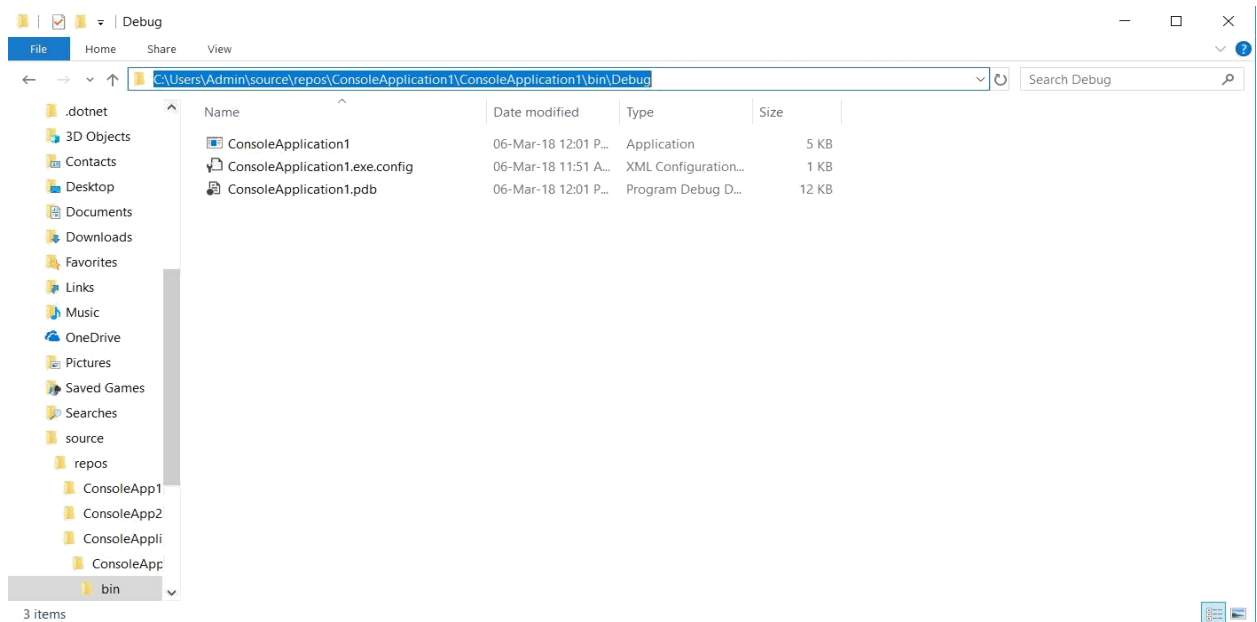 Debug
File Home Share View
C:\Users\Admin\source\repos\ConsoleApplication1\ConsoleApplication1\bin\Debug
Search Debug
Name Date modified Type Size
ConsoleApplication1 06-Mar-18 12:01 P... Application 5 KB
ConsoleApplication1.exe.config 06-Mar-18 11:51 A... XML Configuration... 1 KB
ConsoleApplication1.pdb 06-Mar-18 12:01 P... Program Debug D... 12 KB
.dotnet
3D Objects
Contacts
Desktop
Documents
Downloads
Favorites
Links
Music
OneDrive
Pictures
Saved Games
Searches
source
repos
ConsoleApp1
ConsoleApp2
ConsoleAppli
ConsoleApp
bin
3 items